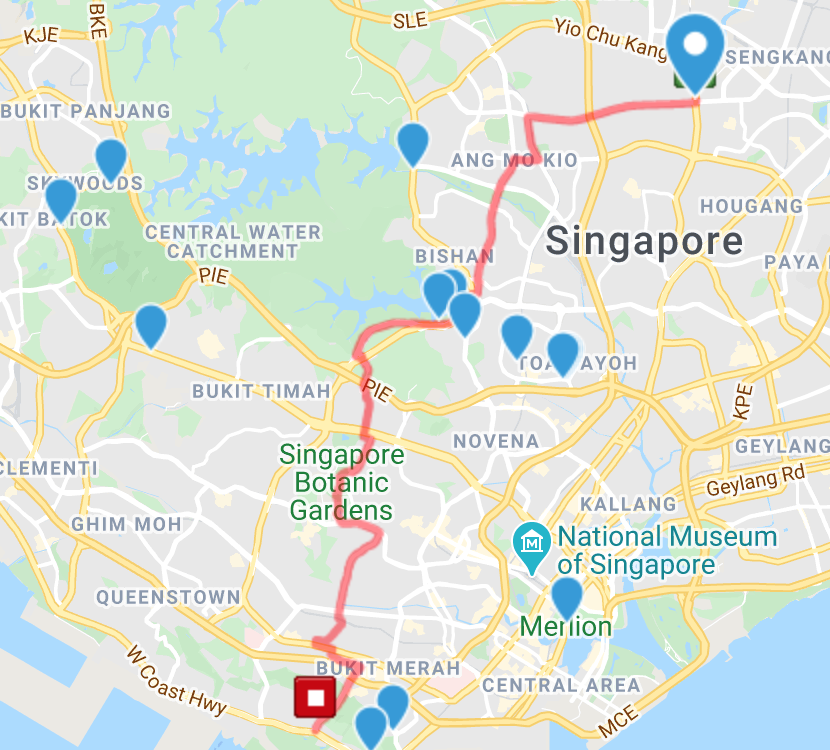 KJE
BKE
SLE
Yio Chu Kang
SENGKANG
BUKIT PANJANG
ANG MO KIO
SKYWOODS
KIT BATOK
HOUGANG
CENTRAL WATER
CATCHMENT
Singapore
BISHAN
PAYA
PIE
TOA PAYOH
BUKIT TIMAH
PIE
KPE
NOVENA
GEYLANG
Singapore
Botanic
Gardens
CLEMENTI
Geylang Rd
KALLANG
GHIM MOH
M
National Museum
of Singapore
QUEENSTOWN
Merlion
W Coast Hwy
BUKIT MERAH
CENTRAL AREA
MCE